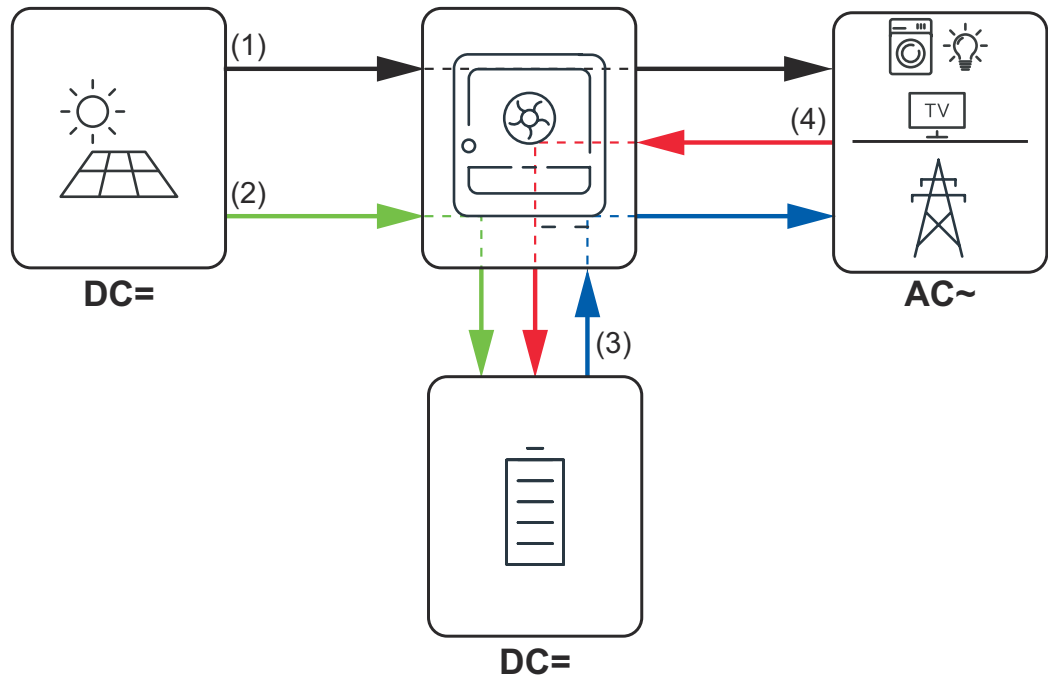 (1)
TV
(4)
(2)
DC=
AC~
(3)
DC=